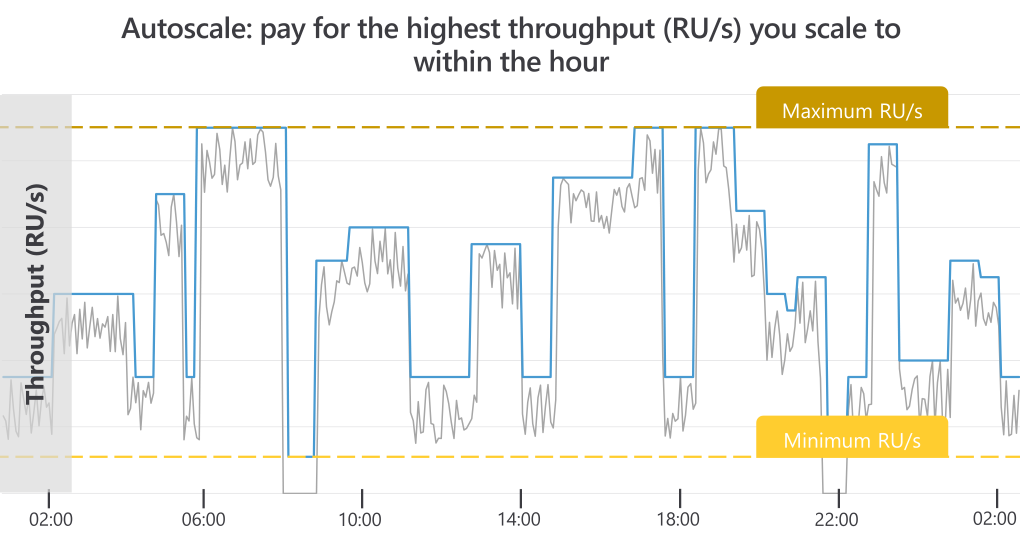 Autoscale: pay for the highest throughput (RU/s) you scale to
within the hour
Maximum RU/s
Throughput (RU/s)
Minimum RU/s
02:00
06:00
10:00
14:00
18:00
22:00
02:00